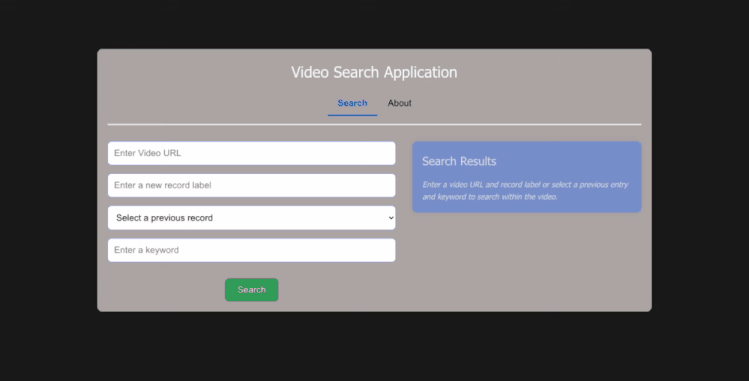 Video Search Application
Search
About
Enter Video URL
Enter a new record label
Select a previous record
Enter a keyword
Search
Search Results
Enter a video URL and record label or select a previous entry
and keyword to search within the video.